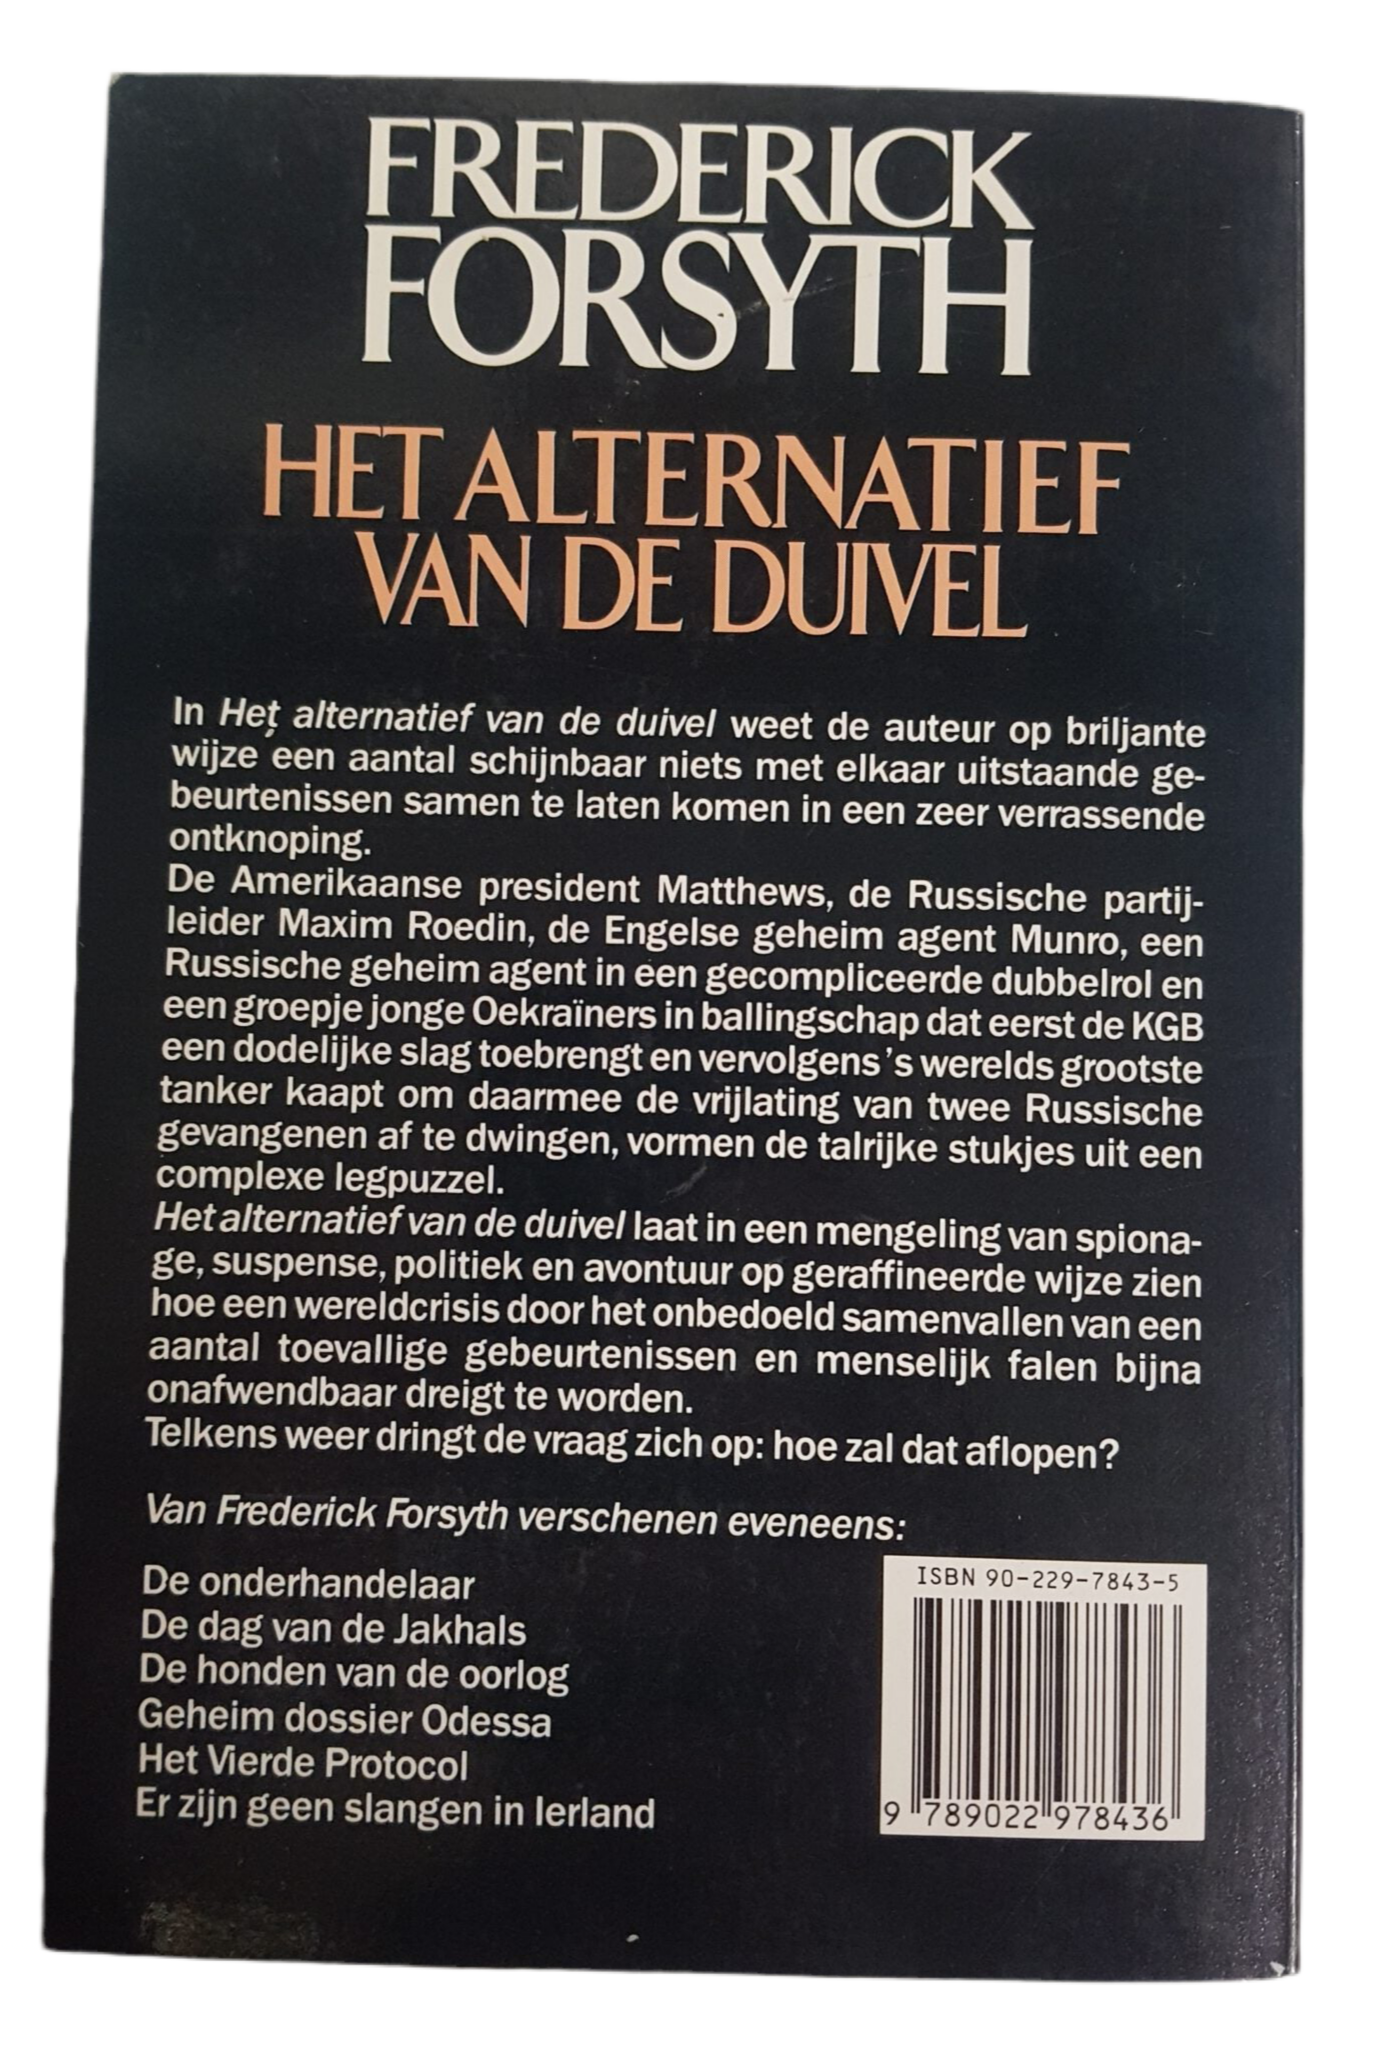 FREDERICK
FORSYTH
HET ALTERNATIEF
VAN DE DUIVEL
In Het alternatief van de duivel weet de auteur op briljante
wijze een aantal schijnbaar niets met elkaar uitstaande ge-
beurtenissen samen te laten komen in een zeer verrassende
ontknoping.
De Amerikaanse president Matthews, de Russische partij-
leider Maxim Roedin, de Engelse geheim agent Munro, een
Russische geheim agent in een gecompliceerde dubbelrol en
een groepje jonge Oekraïners in ballingschap dat eerst de KGB
een dodelijke slag toebrengt en vervolgens 's werelds grootste
tanker kaapt om daarmee de vrijlating van twee Russische
gevangenen af te dwingen, vormen de talrijke stukjes uit een
complexe legpuzzel.
Het alternatief van de duivel laat in een mengeling van spiona-
ge, suspense, politiek en avontuur op geraffineerde wijze zien
hoe een wereldcrisis door het onbedoeld samenvallen van een
aantal toevallige gebeurtenissen en menselijk falen bijna
onafwendbaar dreigt te worden.
Telkens weer dringt de vraag zich op: hoe zal dat aflopen?
Van Frederick Forsyth verschenen eveneens:
De onderhandelaar
De dag van de Jakhals
De honden van de oorlog
Geheim dossier Odessa
Het Vierde Protocol
Er zijn geen slangen in Ierland
ISBN 90-229-7843-5
9 789022 978436